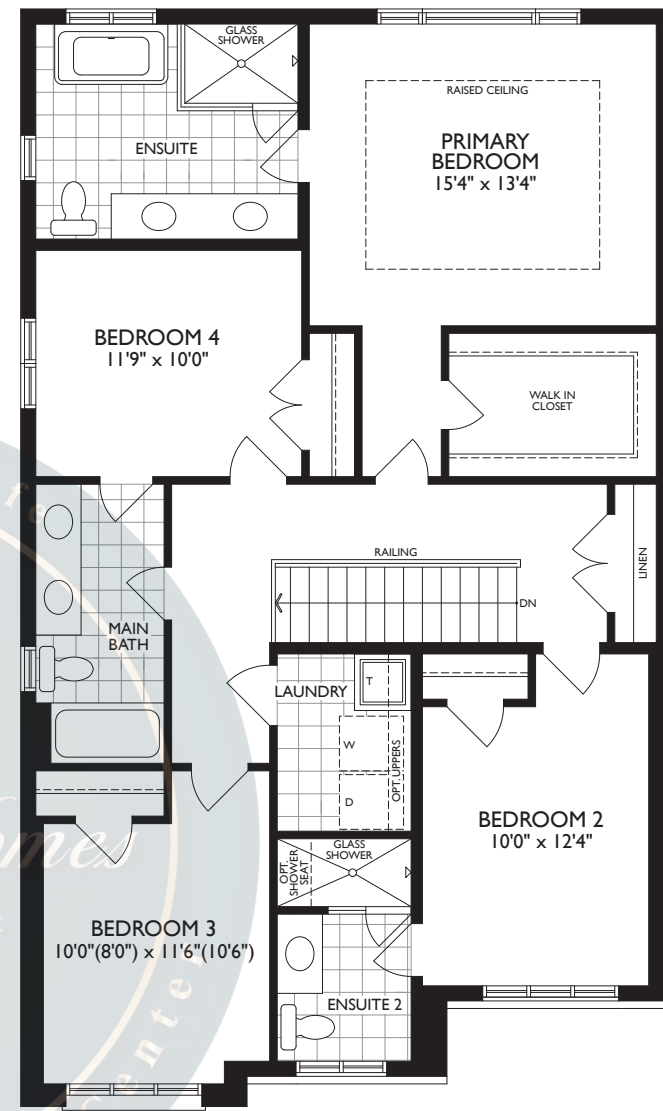 GLASS
SHOWER
ENSUITE
RAISED CEILING
PRIMARY
BEDROOM
15'4" x 13'4"
BEDROOM 4
11'9" x 10'0"
WALK IN
CLOSET
RAILING
LINEN
DN
MAIN
BATH
LAUNDRY
T
W
D
OPT. UPPERS
BEDROOM 2
10'0" x 12'4"
GLASS
SHOWER
OPT.
SHOWER
SEAT
BEDROOM 3
10'0"(8'0") x 11'6"(10'6")
ENSUITE 2
omes
Center